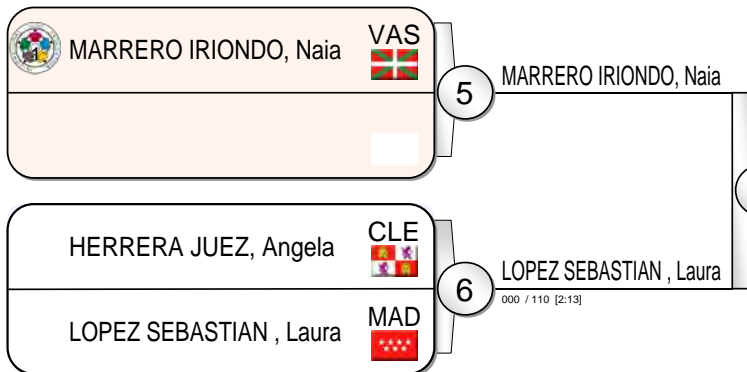 MARRERO IRIONDO, Naia VAS
5
MARRERO IRIONDO, Naia
HERRERA JUEZ, Angela CLE
6
LOPEZ SEBASTIAN , Laura
000 / 110 [2:13]
LOPEZ SEBASTIAN , Laura MAD